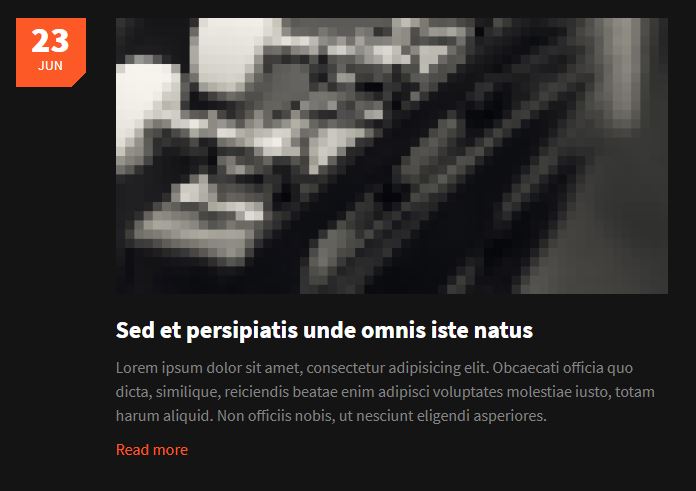 23
JUN
Sed et persipiatis unde omnis iste natus
Lorem ipsum dolor sit amet, consectetur adipisicing elit. Obcaecati officia quo
dicta, similique, reiciendis beatae enim adipisci voluptates molestiae iusto, totam
harum aliquid. Non officiis nobis, ut nesciunt eligendi asperiores.
Read more